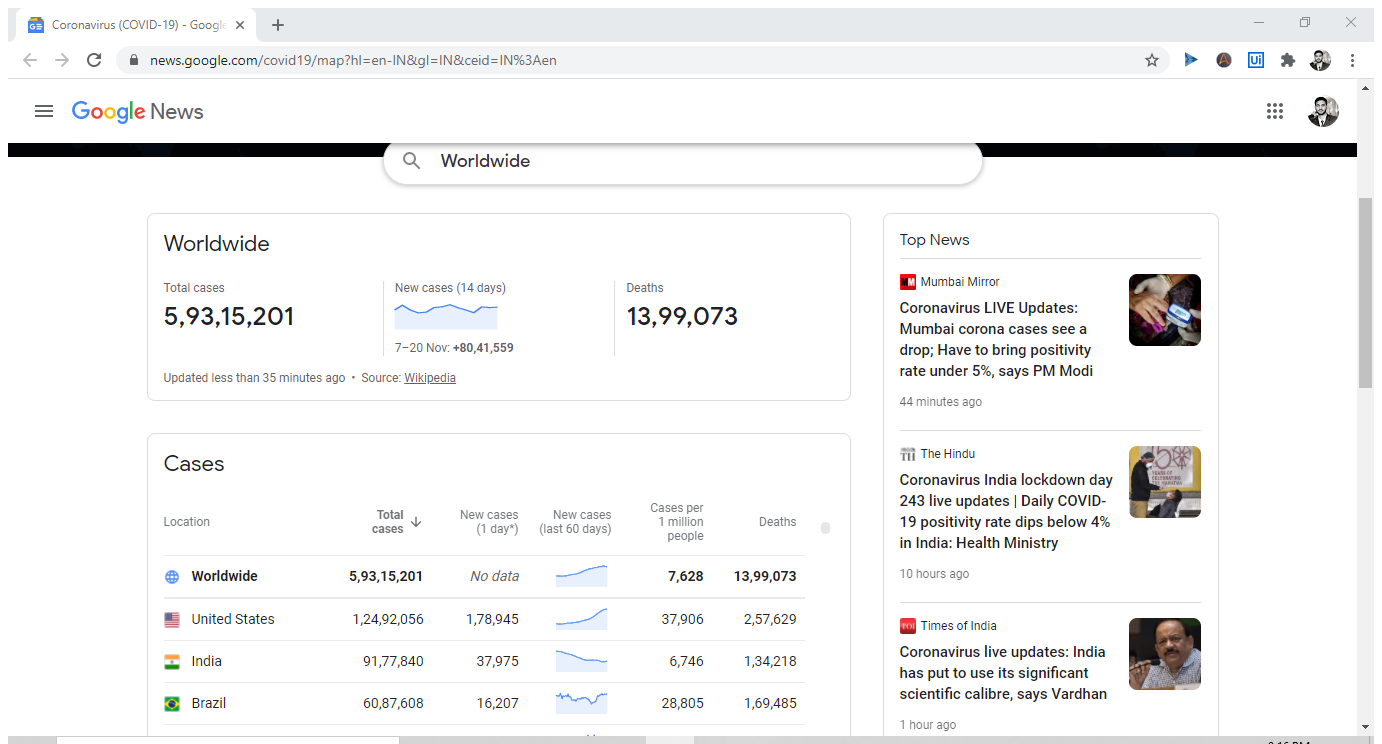 Coronavirus (COVID-19) - Google
news.google.com/covid19/map?hl=en-IN&gl=IN&ceid=IN%3Aen
Google News
Worldwide
Worldwide
Total cases
5,93,15,201
New cases (14 days)
7–20 Nov: +80,41,559
Deaths
13,99,073
Updated less than 35 minutes ago • Source: Wikipedia
Cases
Location Total cases New cases (1 day*) New cases (last 60 days) Cases per 1 million people Deaths
Worldwide 5,93,15,201 No data 7,628 13,99,073
United States 1,24,92,056 1,78,945 37,906 2,57,629
India 91,77,840 37,975 6,746 1,34,218
Brazil 60,87,608 16,207 28,805 1,69,485
Top News
Mumbai Mirror
Coronavirus LIVE Updates:
Mumbai corona cases see a
drop; Have to bring positivity
rate under 5%, says PM Modi
44 minutes ago
The Hindu
Coronavirus India lockdown day
243 live updates | Daily COVID-
19 positivity rate dips below 4%
in India: Health Ministry
10 hours ago
Times of India
Coronavirus live updates: India
has put to use its significant
scientific calibre, says Vardhan
1 hour ago